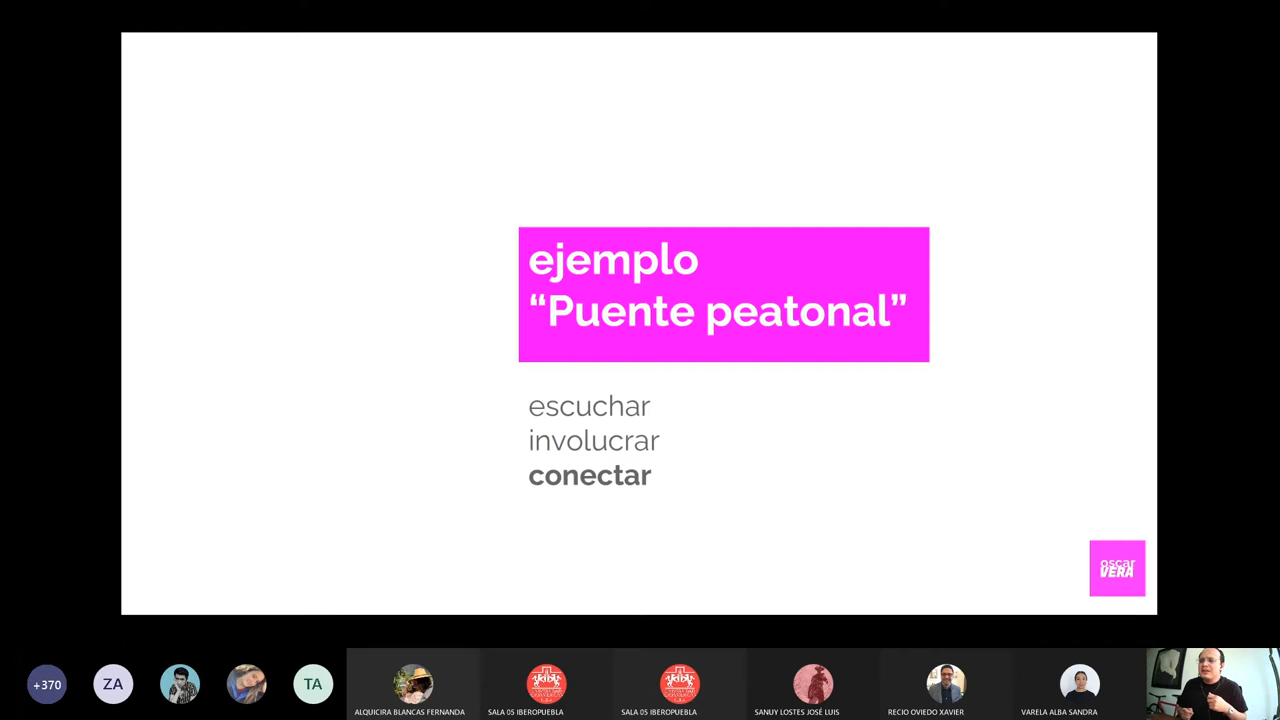 ejemplo
“Puente peatonal”
escuchar
involucrar
conectar
oscar
VERA
+370
ZA
TA
ALQUICIRA BLANCAS FERNANDA
SALA 05 IBEROPUEBLA
SALA 05 IBEROPUEBLA
SANUY LOSTES JOSÉ LUIS
RECIO OVIEDO XAVIER
VARELA ALBA SANDRA